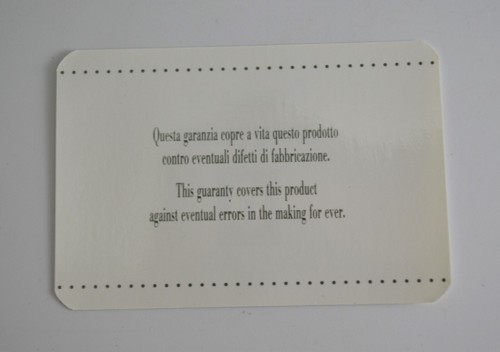 Questa garanzia copre a vita questo prodotto
contro eventuali difetti di fabbricazione.
This guaranty covers this product
against eventual errors in the making for ever.